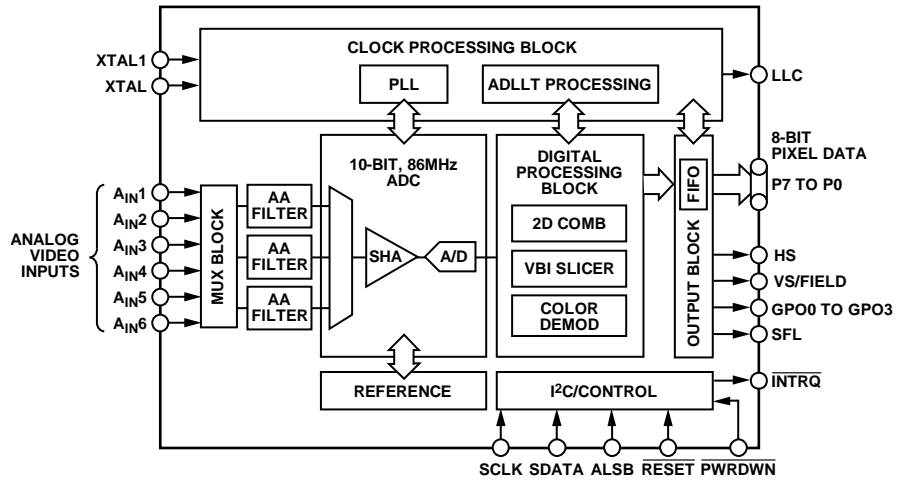 CLOCK PROCESSING BLOCK
XTAL1
XTAL
PLL
ADLLT PROCESSING
LLC
10-BIT, 86MHz
ADC
DIGITAL
PROCESSING
BLOCK
2D COMB
VBI SLICER
COLOR
DEMOD
FIFO
OUTPUT BLOCK
8-BIT
PIXEL DATA
P7 TO P0
ANALOG
VIDEO
INPUTS
AIN1
AIN2
AIN3
AIN4
AIN5
AIN6
MUX BLOCK
AA
FILTER
AA
FILTER
AA
FILTER
SHA
A/D
HS
VS/FIELD
GPO0 TO GPO3
SFL
REFERENCE
I2C/CONTROL
INTRQ
SCLK
SDATA
ALSB
RESET
PWRDWN